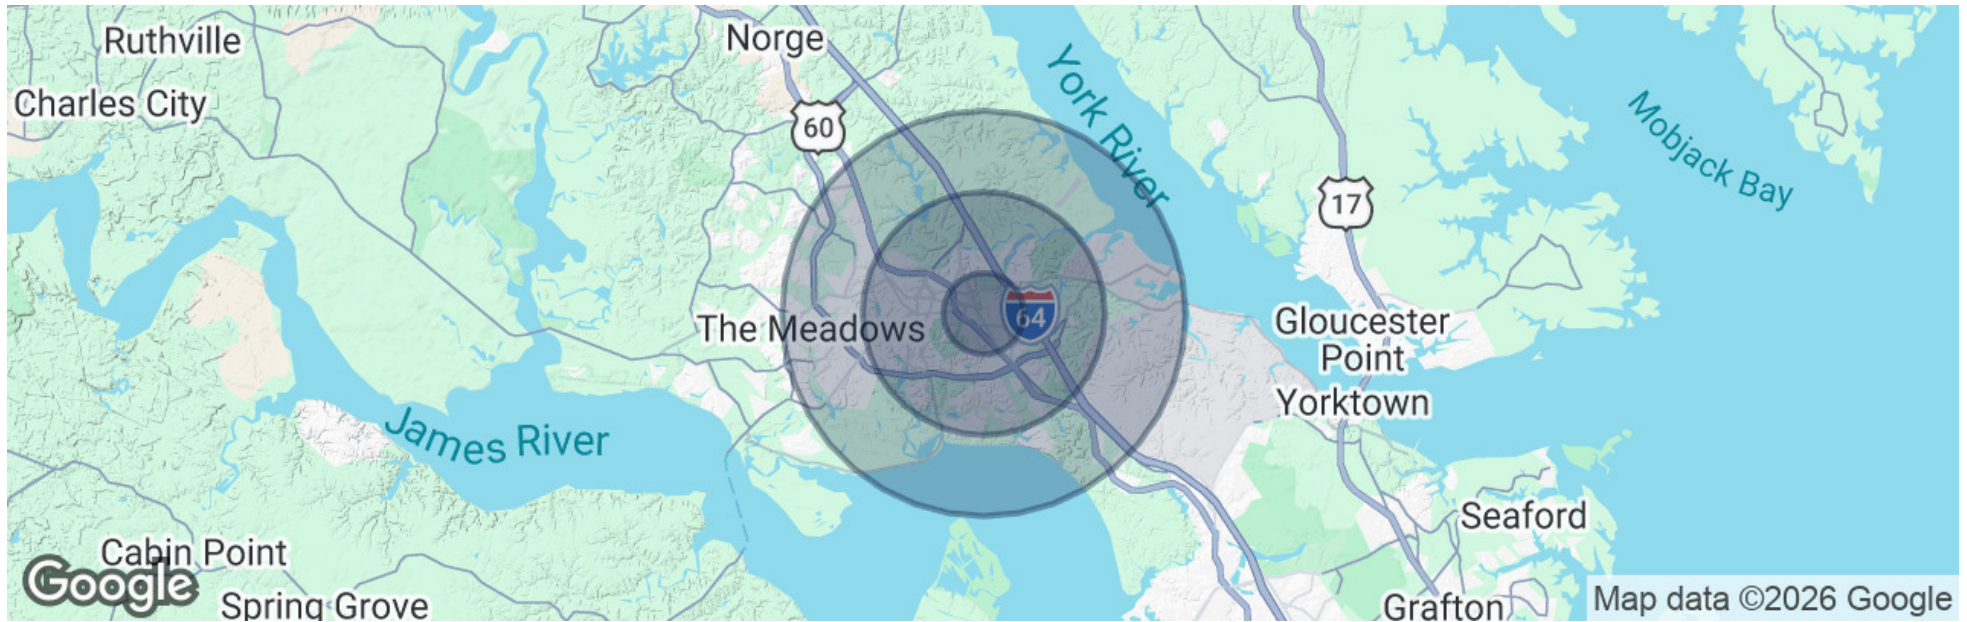 Ruthville
Norge
Charles City
60
York River
Mobjack Bay
17
64
The Meadows
Gloucester
Point
Yorktown
James River
Seaford
Cabin Point
Google
Spring Grove
Grafton
Map data ©2026 Google